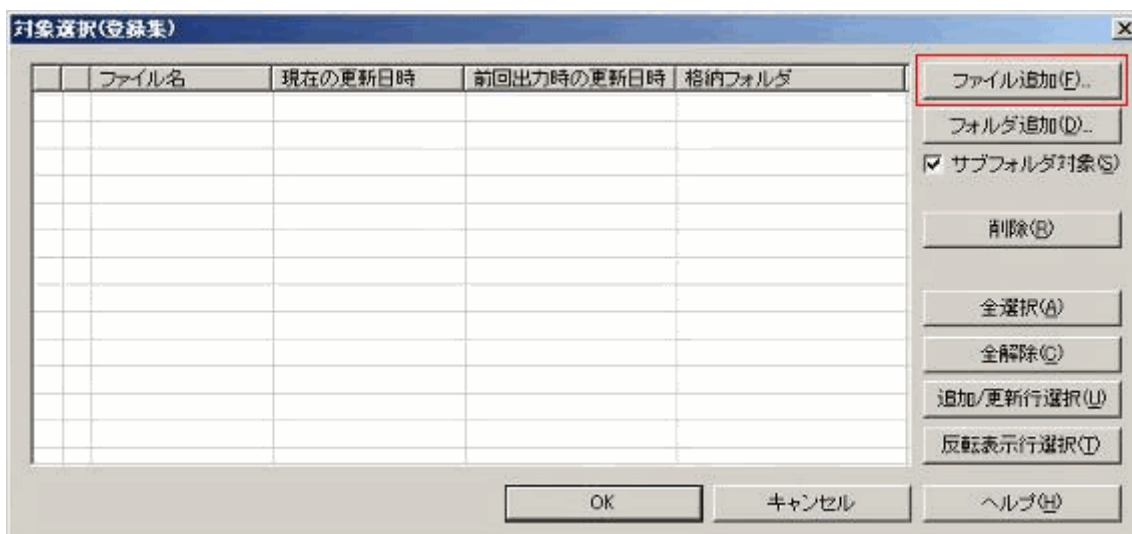 対象選択(登録集)
ファイル名 現在の更新日時 前回出力時の更新日時 格納フォルダ
ファイル追加(F)...
フォルダ追加(D)...
サブフォルダ対象(S)
削除(R)
全選択(A)
全解除(C)
追加/更新行選択(U)
反転表示行選択(T)
OK キャンセル ヘルプ(H)